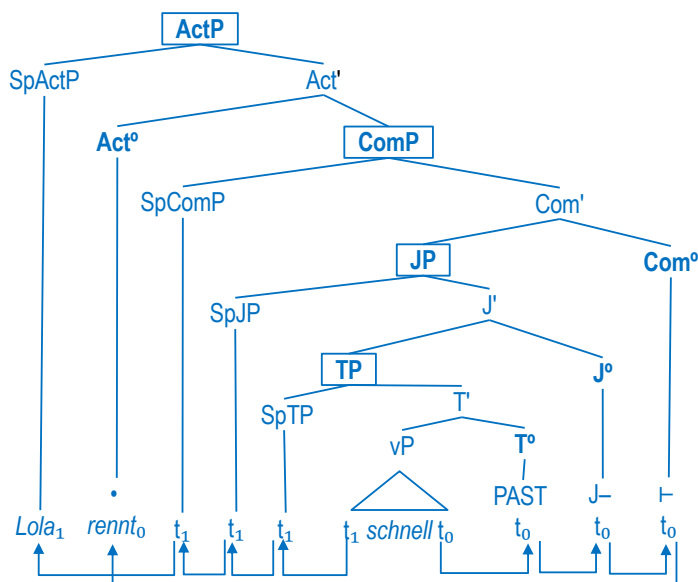 ActP
SpActP Act'
Actº ComP
SpComP Com'
JP Comº
SpJP J'
TP Jº
SpTP T'
vP Tº
• PAST J– ⊢
Lola₁ rennt₀ t₁ t₁ t₁ t₁ schnell t₀ t₀ t₀ t₀